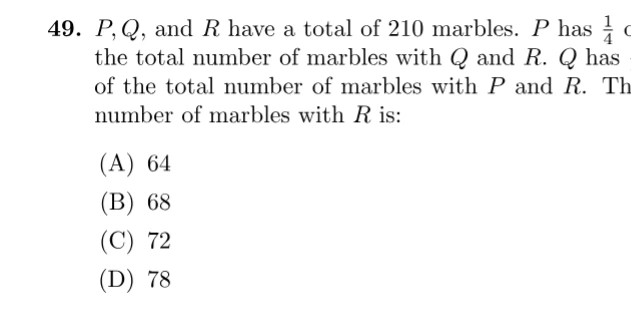 49. P, Q, and R have a total of 210 marbles. P has 1/4
the total number of marbles with Q and R. Q has
of the total number of marbles with P and R.
number of marbles with R is:
(A) 64
(B) 68
(C) 72
(D) 78